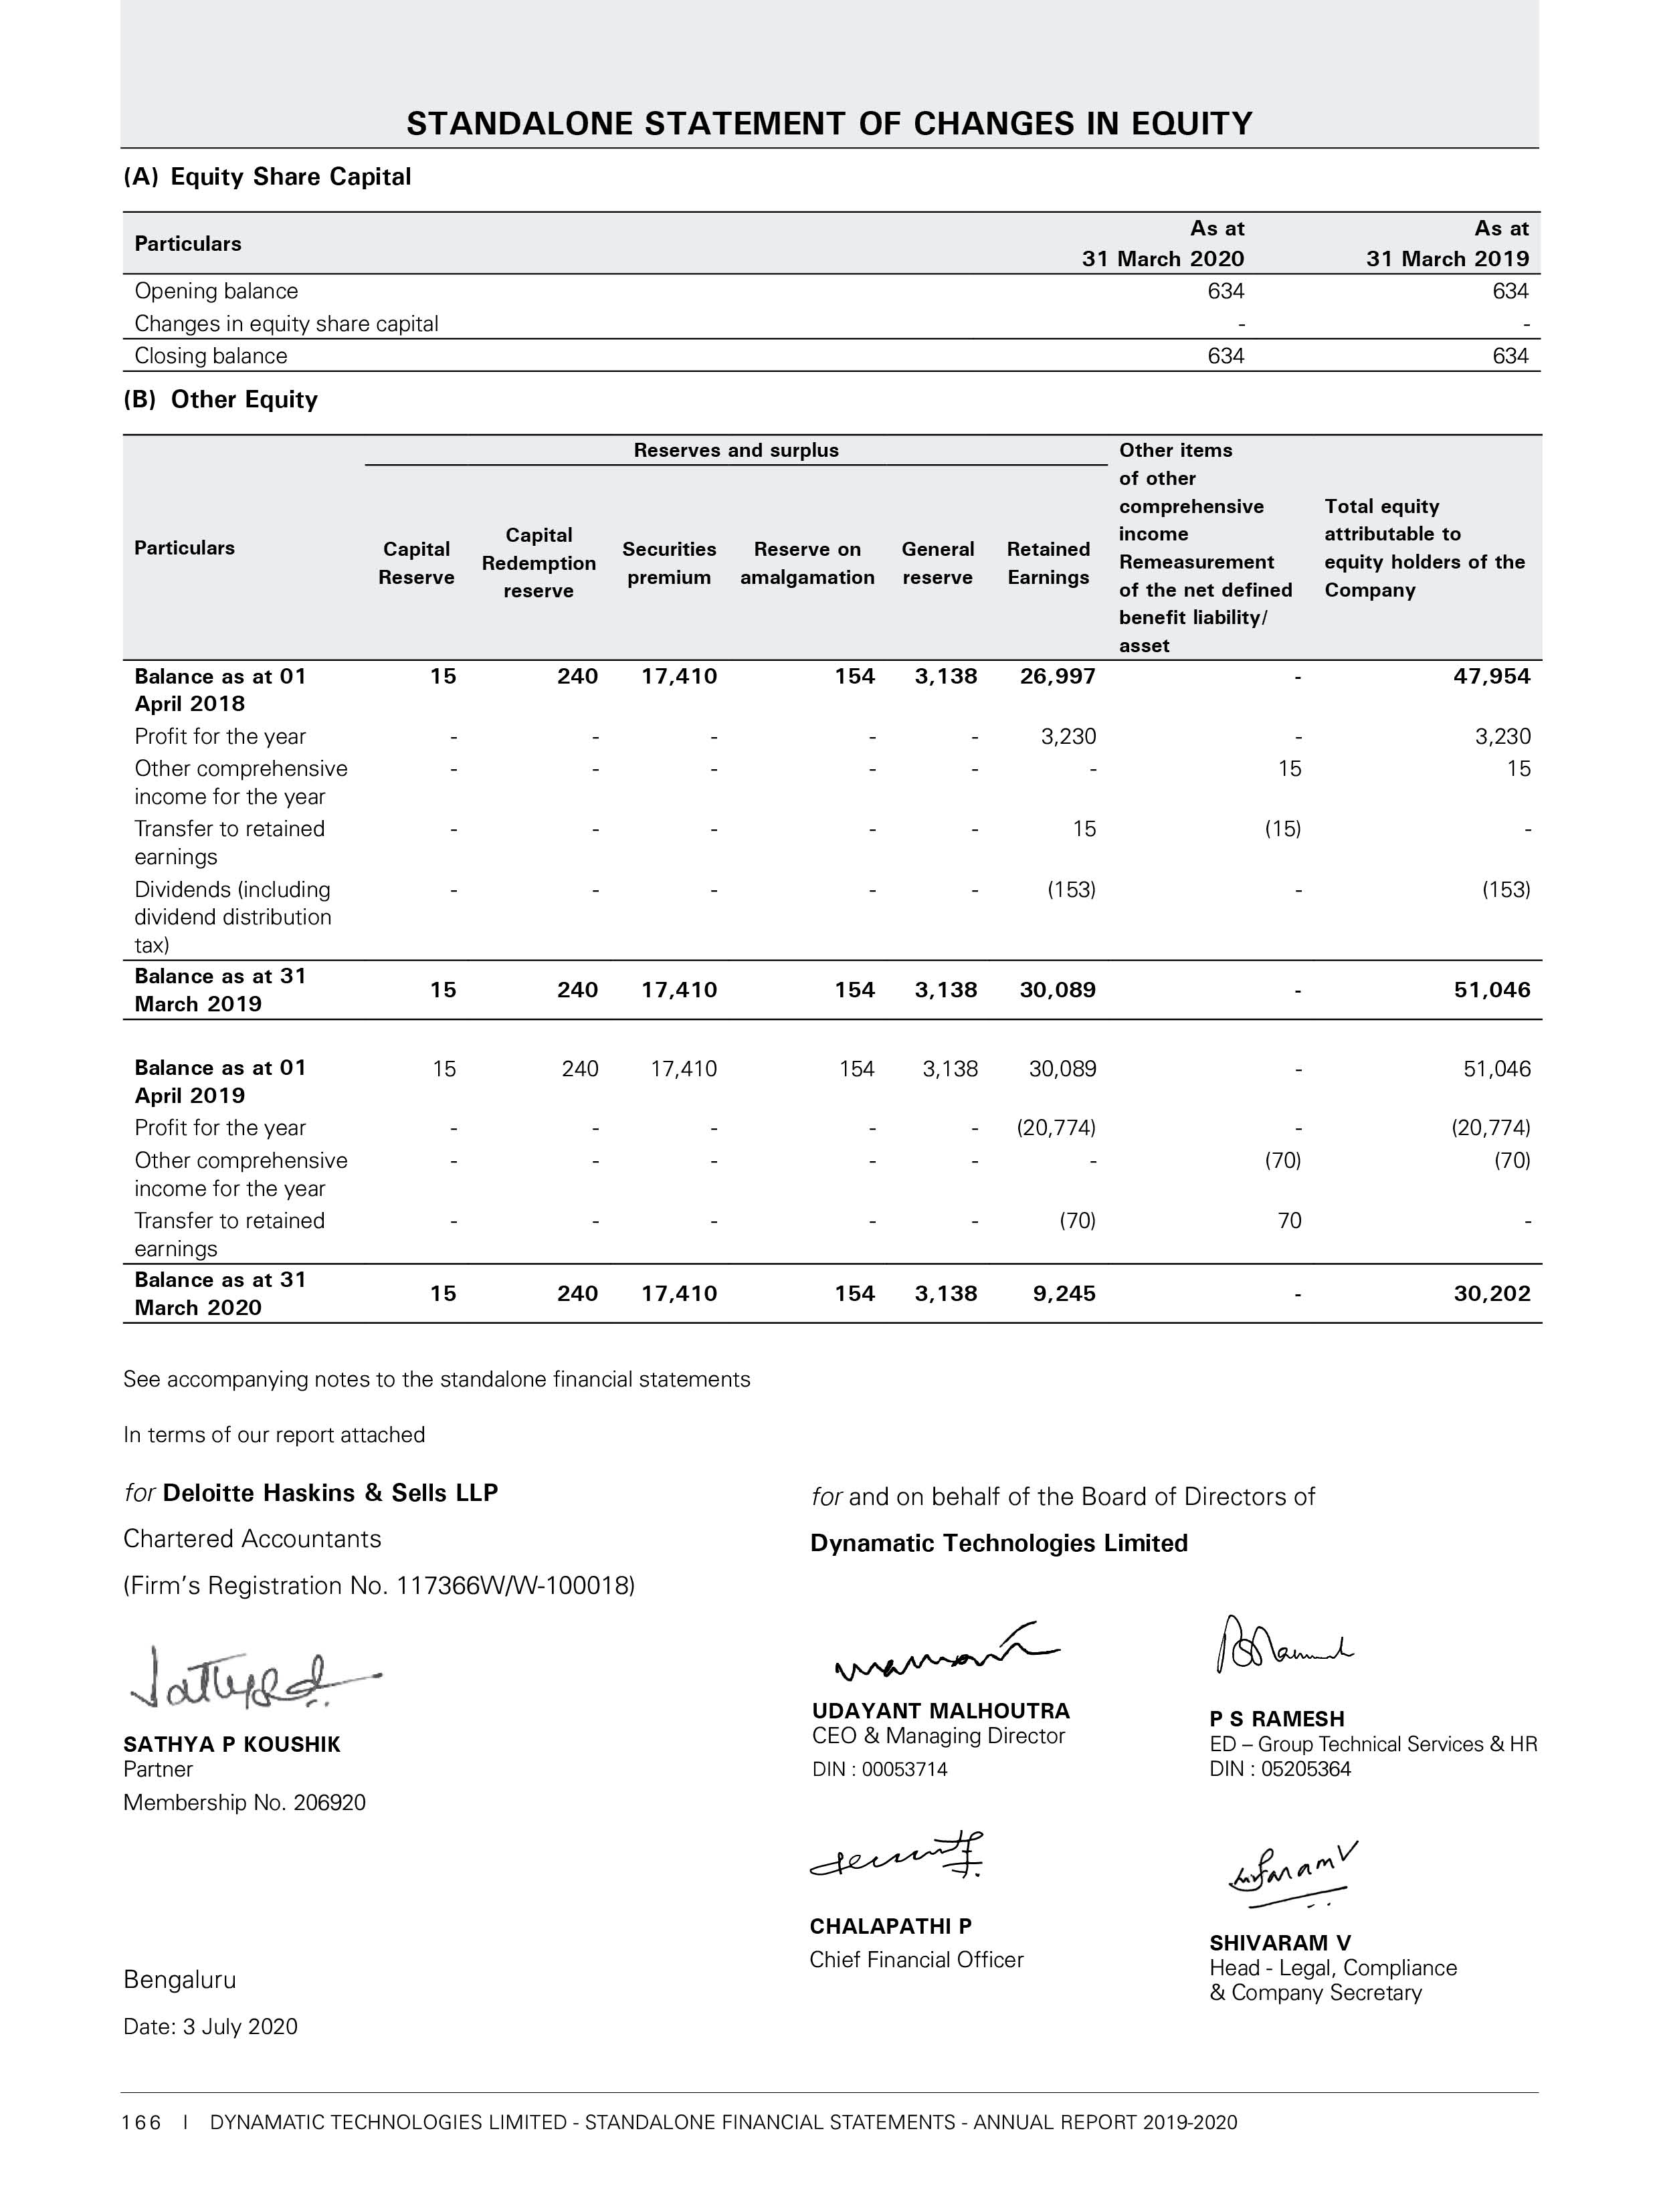 STANDALONE STATEMENT OF CHANGES IN EQUITY
(A) Equity Share Capital
Particulars As at 31 March 2020 As at 31 March 2019
Opening balance 634 634
Changes in equity share capital - -
Closing balance 634 634
(B) Other Equity
Particulars Reserves and surplus Other items of other comprehensive income Remeasurement of the net defined benefit liability/ asset Total equity attributable to equity holders of the Company
Capital Reserve Capital Redemption reserve Securities premium Reserve on amalgamation General reserve Retained Earnings
Balance as at 01 April 2018 15 240 17,410 154 3,138 26,997 - 47,954
Profit for the year - - - - - 3,230 - 3,230
Other comprehensive income for the year - - - - - - 15 15
Transfer to retained earnings - - - - - 15 (15) -
Dividends (including dividend distribution tax) - - - - - (153) - (153)
Balance as at 31 March 2019 15 240 17,410 154 3,138 30,089 - 51,046
Balance as at 01 April 2019 15 240 17,410 154 3,138 30,089 - 51,046
Profit for the year - - - - - (20,774) - (20,774)
Other comprehensive income for the year - - - - - - (70) (70)
Transfer to retained earnings - - - - - (70) 70 -
Balance as at 31 March 2020 15 240 17,410 154 3,138 9,245 - 30,202
See accompanying notes to the standalone financial statements
In terms of our report attached
for Deloitte Haskins & Sells LLP
Chartered Accountants
(Firm's Registration No. 117366W/W-100018)
SATHYA P KOUSHIK
Partner
Membership No. 206920
Bengaluru
Date: 3 July 2020
for and on behalf of the Board of Directors of
Dynamatic Technologies Limited
UDAYANT MALHOUTRA
CEO & Managing Director
DIN : 00053714
P S RAMESH
ED – Group Technical Services & HR
DIN : 05205364
CHALAPATHI P
Chief Financial Officer
SHIVARAM V
Head - Legal, Compliance
& Company Secretary
166 I DYNAMATIC TECHNOLOGIES LIMITED - STANDALONE FINANCIAL STATEMENTS - ANNUAL REPORT 2019-2020